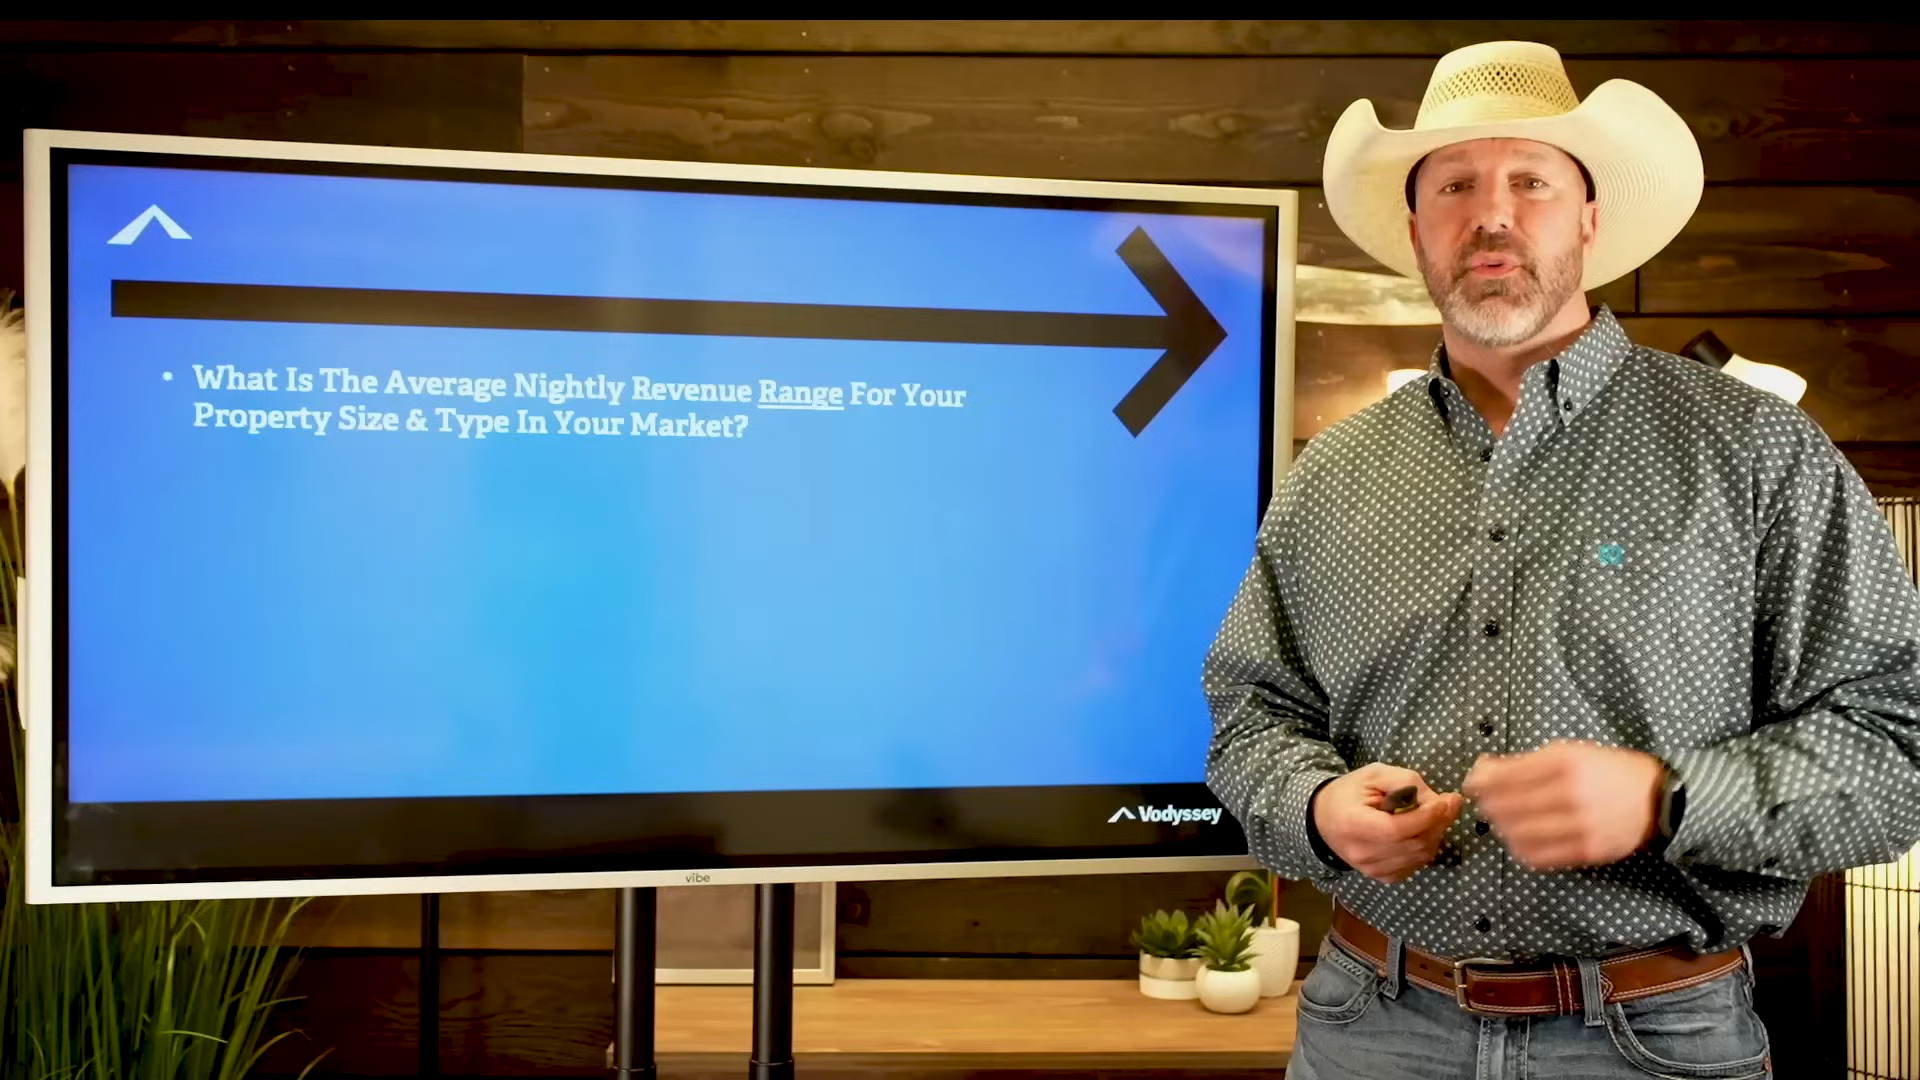 • What Is The Average Nightly Revenue Range For Your
Property Size & Type In Your Market?
Vodyssey
vibe